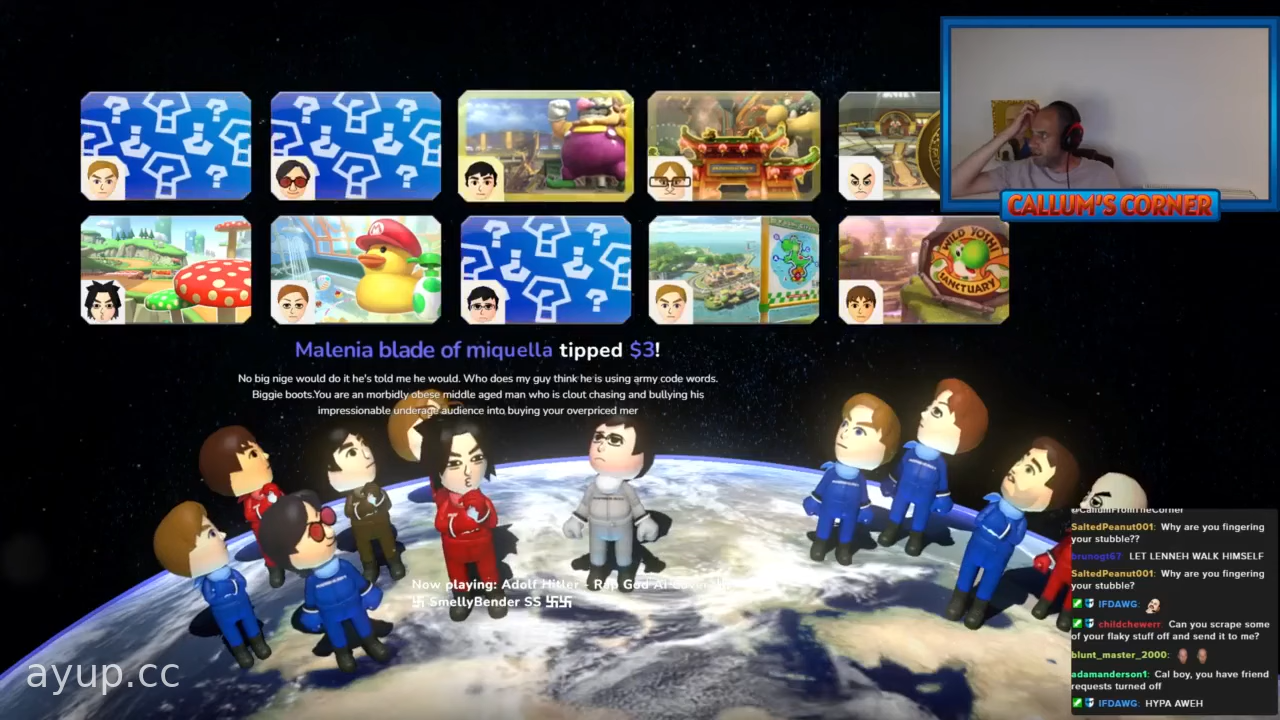 CALLUM'S CORNER
WILD YOSHI
SANCTUARY
Malenia blade of miquella tipped $3!
No big nige would do it he's told me he would. Who does my guy think he is using army code words.
Biggie boots.You are an morbidly obese middle aged man who is clout chasing and bullying his
impressionable underage audience into buying your overpriced mer
Now playing: Adolf Hitler - Rap God AI
卐 SmellyBender SS 卐卐
@CallumFromTheCorner
SaltedPeanut001: Why are you fingering
your stubble??
brunogt67: LET LENNEH WALK HIMSELF
SaltedPeanut001: Why are you fingering
your stubble?
IFDAWG:
childchewerr: Can you scrape some
of your flaky stuff off and send it to me?
blunt_master_2000:
adamanderson1: Cal boy, you have friend
requests turned off
IFDAWG: HYPA AWEH
ayup.cc